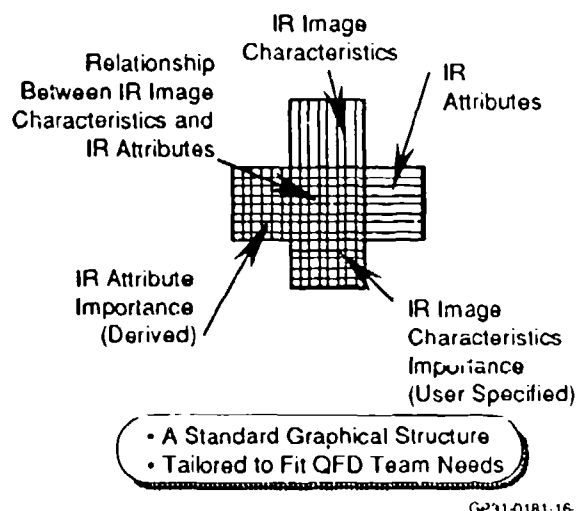 IR Image
Characteristics
Relationship
Between IR Image
Characteristics and
IR Attributes
IR
Attributes
IR Attribute
Importance
(Derived)
IR Image
Characteristics
Importance
(User Specified)
• A Standard Graphical Structure
• Tailored to Fit QFD Team Needs